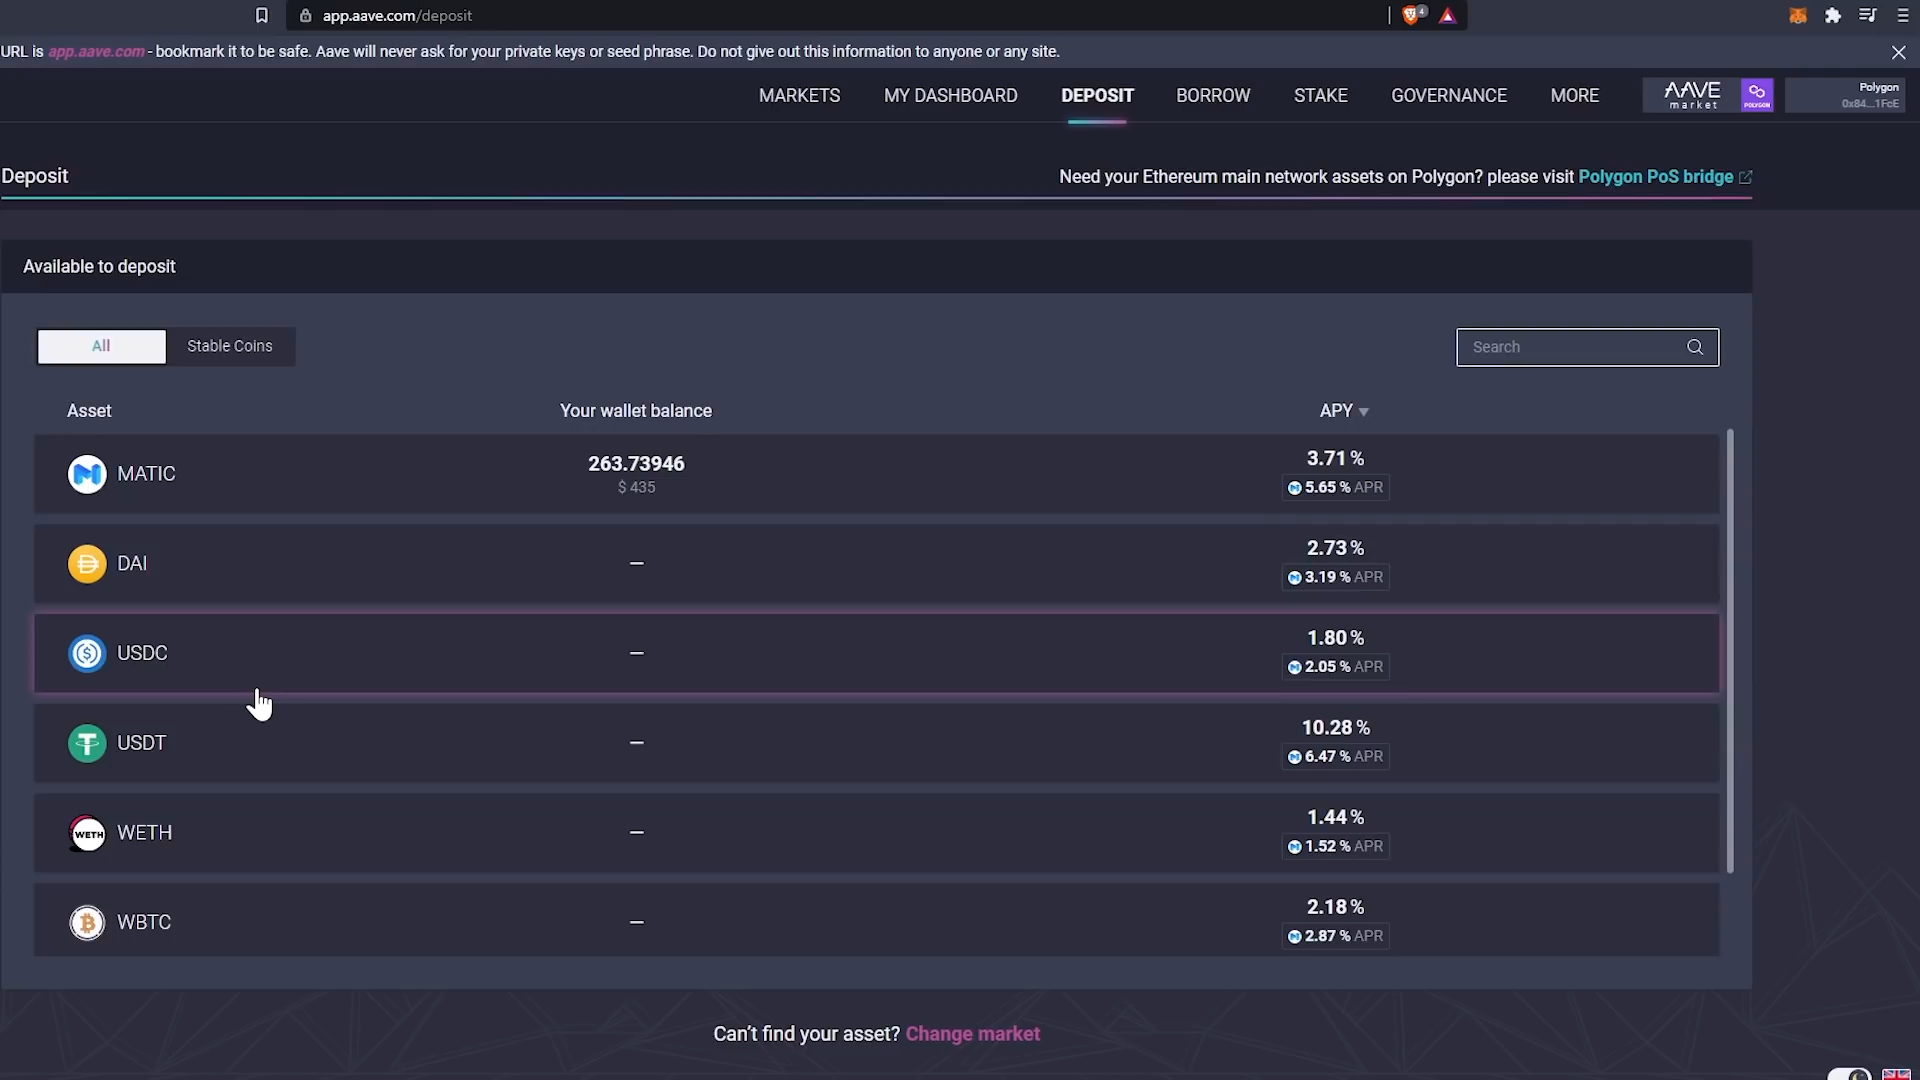 app.aave.com/deposit
4
URL is app.aave.com - bookmark it to be safe. Aave will never ask for your private keys or seed phrase. Do not give out this information to anyone or any site.
MARKETS MY DASHBOARD DEPOSIT BORROW STAKE GOVERNANCE MORE
AAVE
market
POLYGON
Polygon
0x84...1FcE
Deposit
Need your Ethereum main network assets on Polygon? please visit Polygon PoS bridge
Available to deposit
All Stable Coins
Search
Asset Your wallet balance APY
MATIC
263.73946
$ 435
3.71 %
5.65 % APR
DAI
—
2.73 %
3.19 % APR
USDC
—
1.80 %
2.05 % APR
USDT
—
10.28 %
6.47 % APR
WETH
WETH
—
1.44 %
1.52 % APR
WBTC
—
2.18 %
2.87 % APR
Can't find your asset? Change market